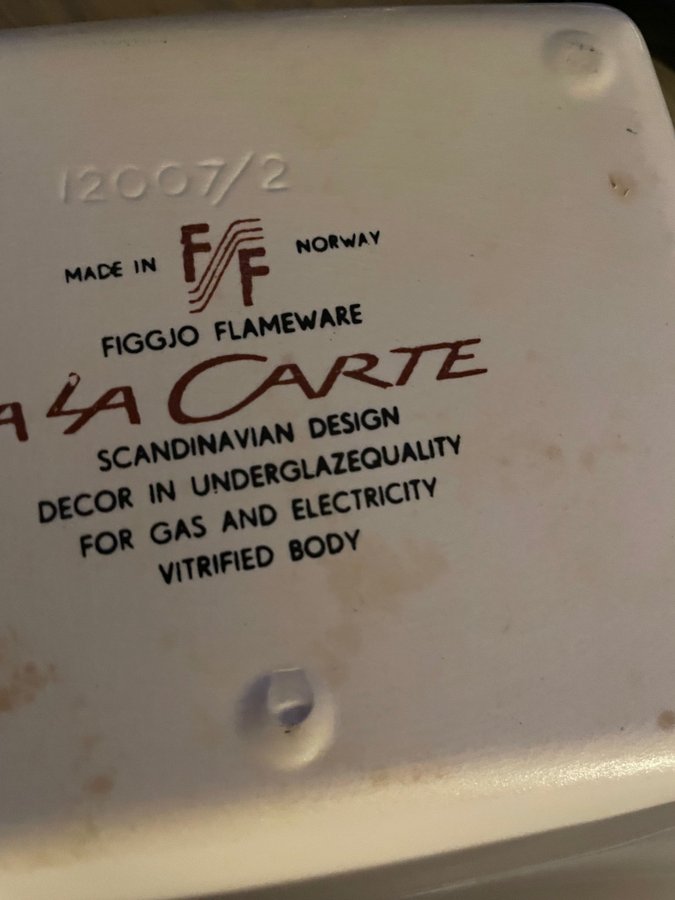 12007/2
MADE IN FF NORWAY
FIGGJO FLAMEWARE
A LA CARTE
SCANDINAVIAN DESIGN
DECOR IN UNDERGLAZEQUALITY
FOR GAS AND ELECTRICITY
VITRIFIED BODY